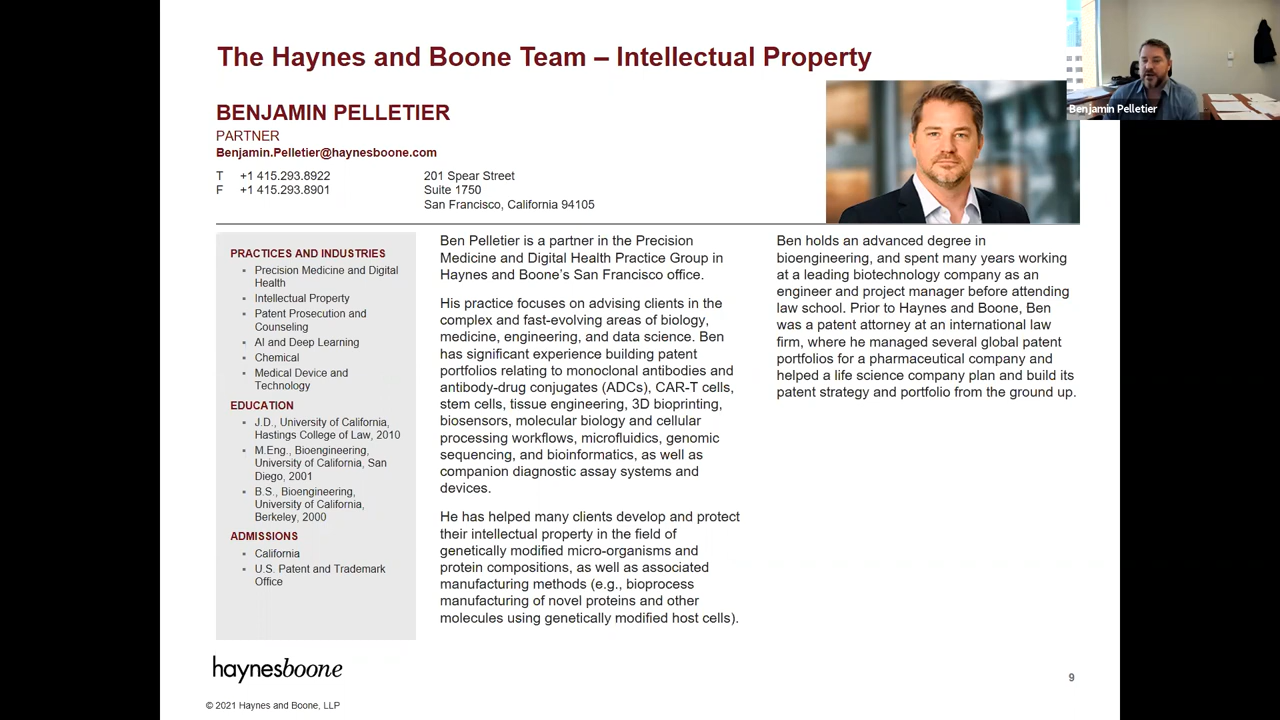 The Haynes and Boone Team – Intellectual Property
Benjamin Pelletier
BENJAMIN PELLETIER
PARTNER
Benjamin.Pelletier@haynesboone.com
T +1 415.293.8922
F +1 415.293.8901
201 Spear Street
Suite 1750
San Francisco, California 94105
PRACTICES AND INDUSTRIES
▪ Precision Medicine and Digital
Health
▪ Intellectual Property
▪ Patent Prosecution and
Counseling
▪ AI and Deep Learning
▪ Chemical
▪ Medical Device and
Technology
EDUCATION
▪ J.D., University of California,
Hastings College of Law, 2010
▪ M.Eng., Bioengineering,
University of California, San
Diego, 2001
▪ B.S., Bioengineering,
University of California,
Berkeley, 2000
ADMISSIONS
▪ California
▪ U.S. Patent and Trademark
Office
Ben Pelletier is a partner in the Precision
Medicine and Digital Health Practice Group in
Haynes and Boone's San Francisco office.
His practice focuses on advising clients in the
complex and fast-evolving areas of biology,
medicine, engineering, and data science. Ben
has significant experience building patent
portfolios relating to monoclonal antibodies and
antibody-drug conjugates (ADCs), CAR-T cells,
stem cells, tissue engineering, 3D bioprinting,
biosensors, molecular biology and cellular
processing workflows, microfluidics, genomic
sequencing, and bioinformatics, as well as
companion diagnostic assay systems and
devices.
He has helped many clients develop and protect
their intellectual property in the field of
genetically modified micro-organisms and
protein compositions, as well as associated
manufacturing methods (e.g., bioprocess
manufacturing of novel proteins and other
molecules using genetically modified host cells).
Ben holds an advanced degree in
bioengineering, and spent many years working
at a leading biotechnology company as an
engineer and project manager before attending
law school. Prior to Haynes and Boone, Ben
was a patent attorney at an international law
firm, where he managed several global patent
portfolios for a pharmaceutical company and
helped a life science company plan and build its
patent strategy and portfolio from the ground up.
haynesboone
9
© 2021 Haynes and Boone, LLP